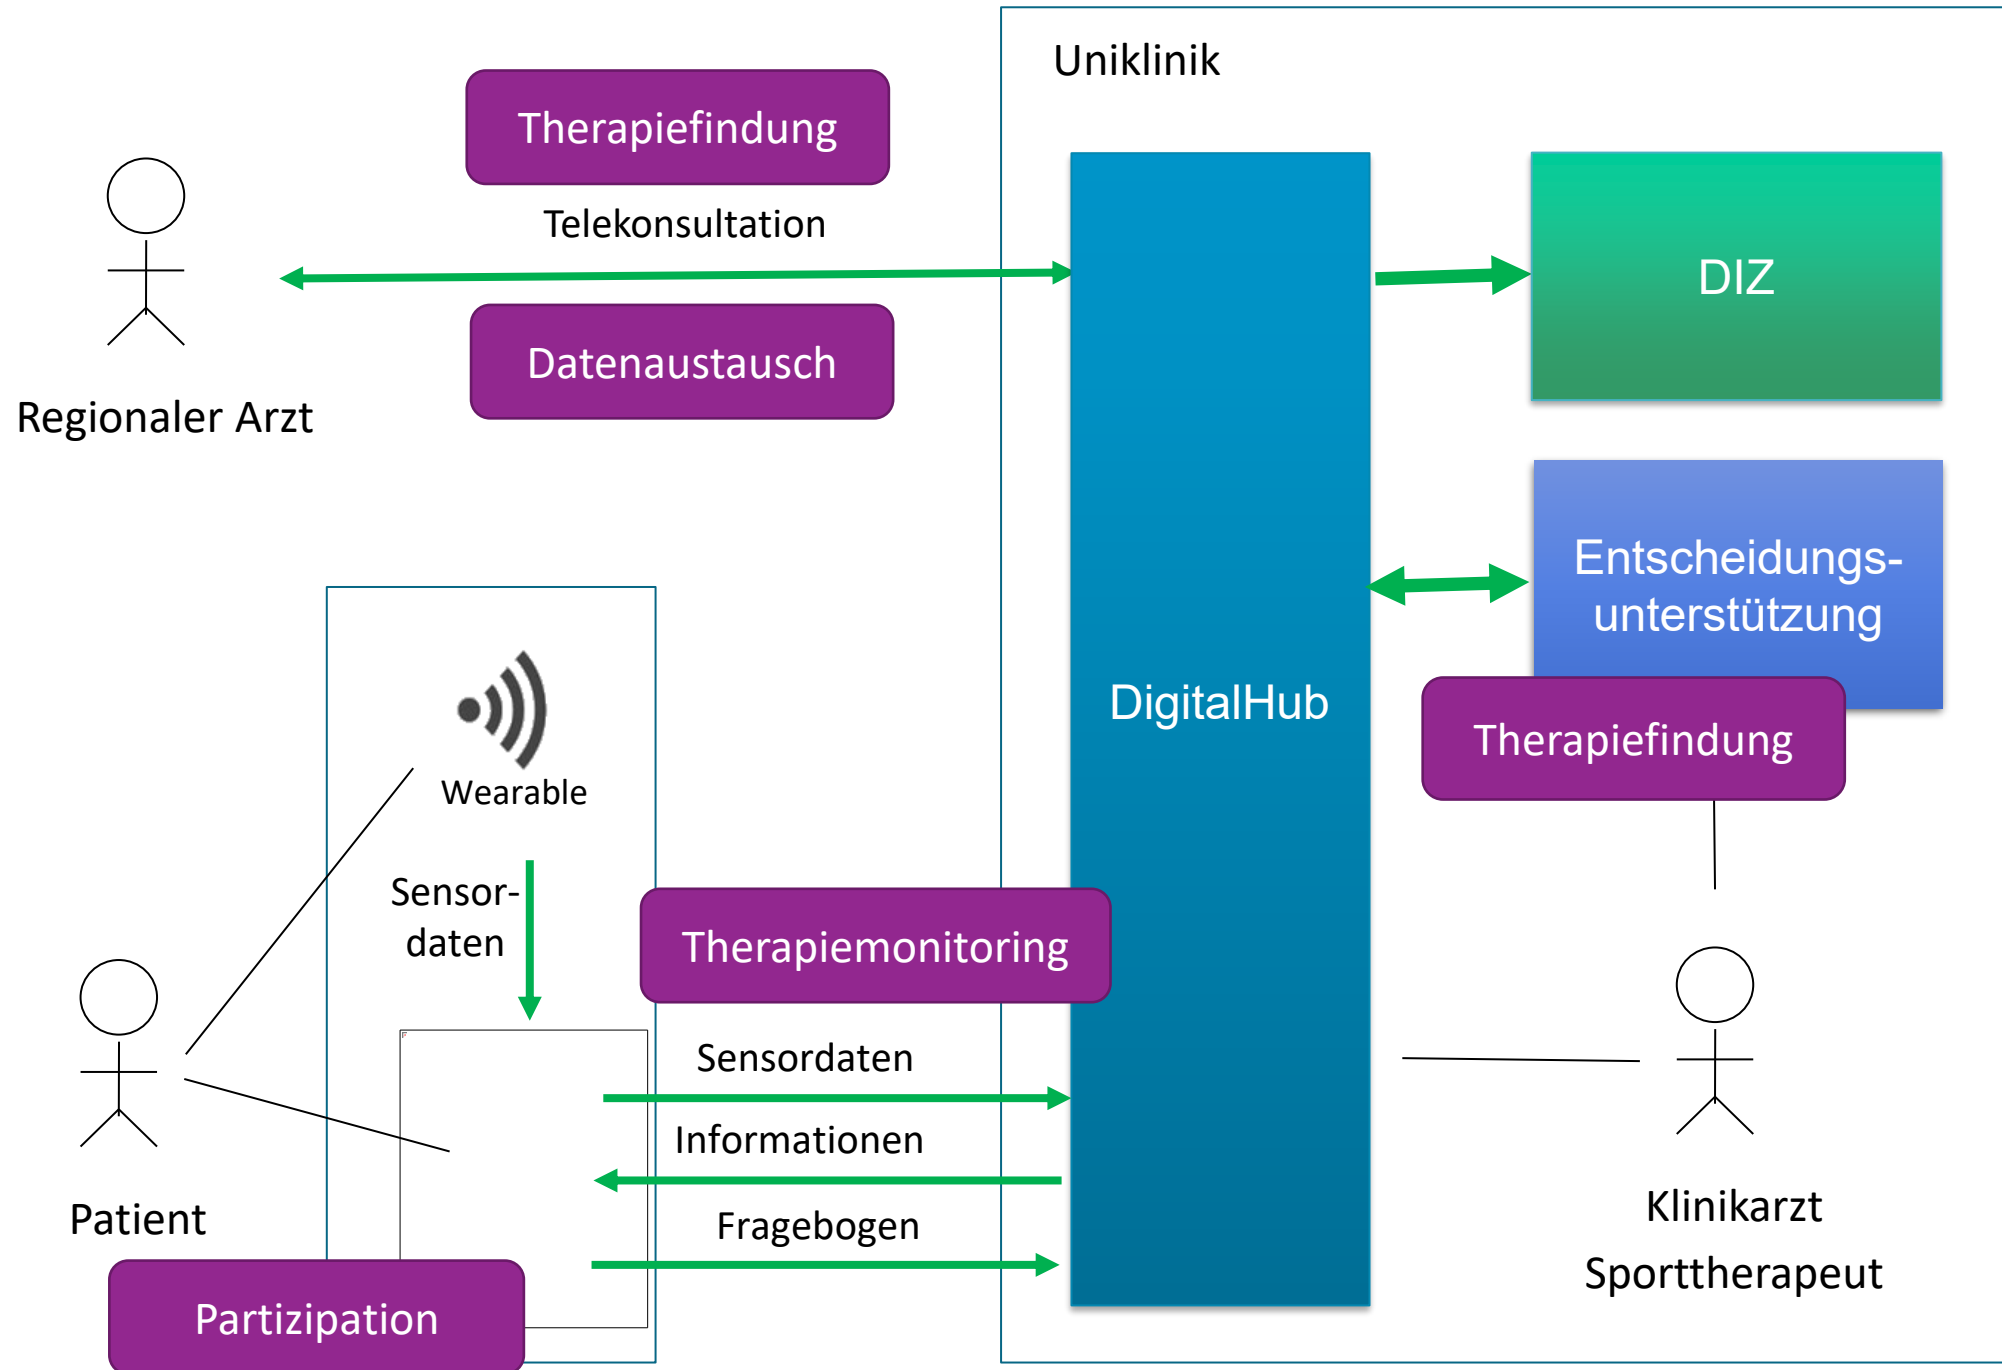 Uniklinik
Therapiefindung
Telekonsultation
Datenaustausch
Regionaler Arzt
DIZ
Entscheidungs-
unterstützung
Therapiefindung
DigitalHub
Wearable
Sensor-
daten
Therapiemonitoring
Sensordaten
Informationen
Fragebogen
Patient
Partizipation
Klinikarzt
Sporttherapeut